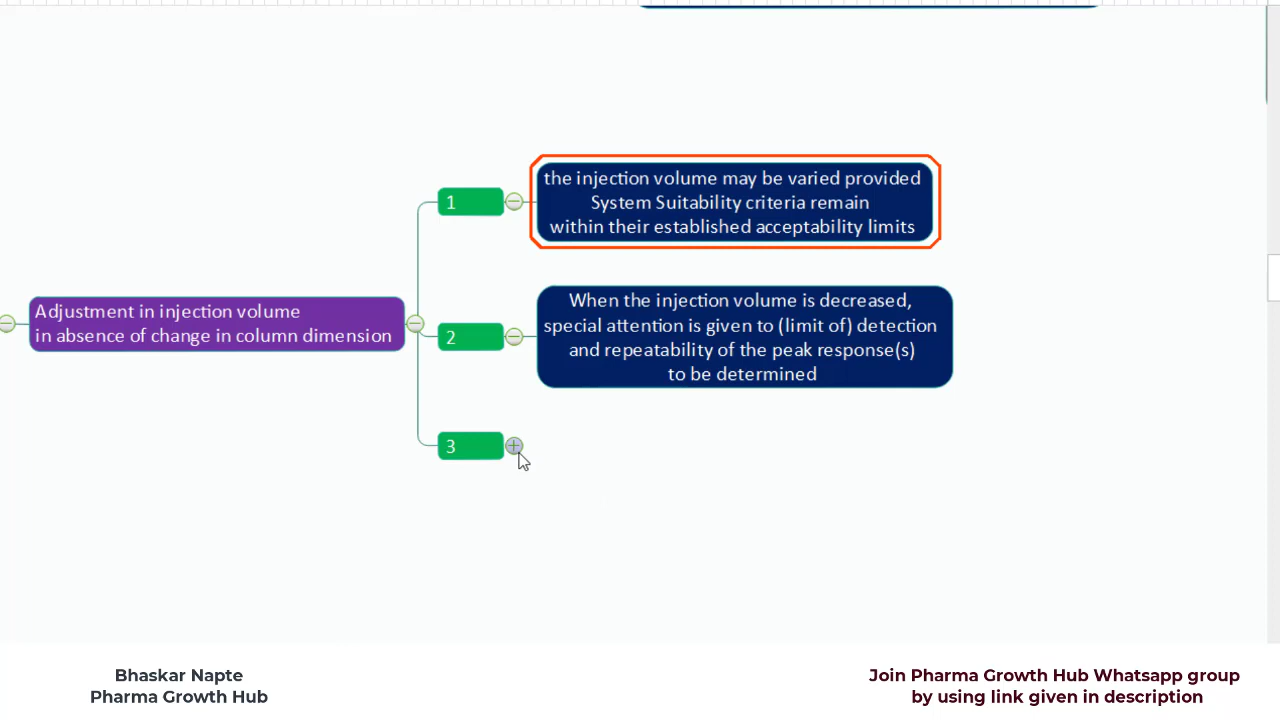 the injection volume may be varied provided
1
System Suitability criteria remain
within their established acceptability limits
Adjustment in injection volume
in absence of change in column dimension
When the injection volume is decreased,
2
special attention is given to (limit of) detection
and repeatability of the peak response(s)
to be determined
3
Bhaskar Napte
Pharma Growth Hub
Join Pharma Growth Hub Whatsapp group
by using link given in description